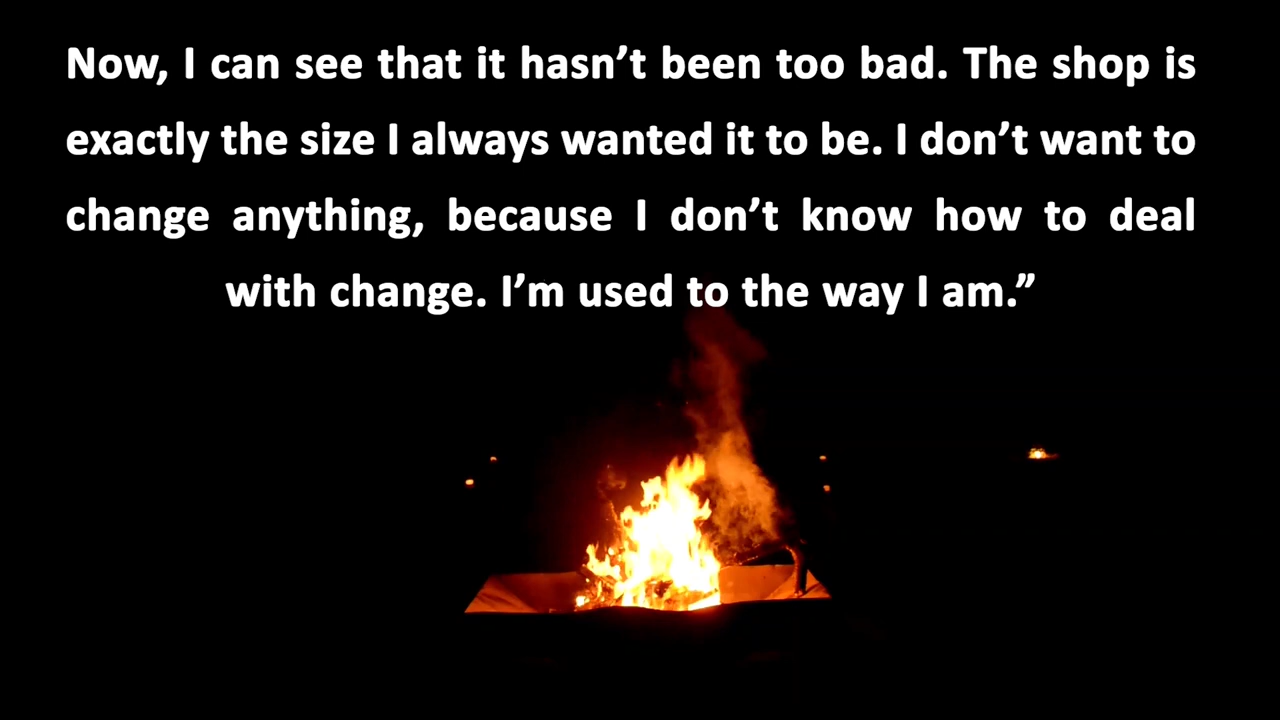 Now, I can see that it hasn’t been too bad. The shop is
exactly the size I always wanted it to be. I don’t want to
change anything, because I don’t know how to deal
with change. I’m used to the way I am.”